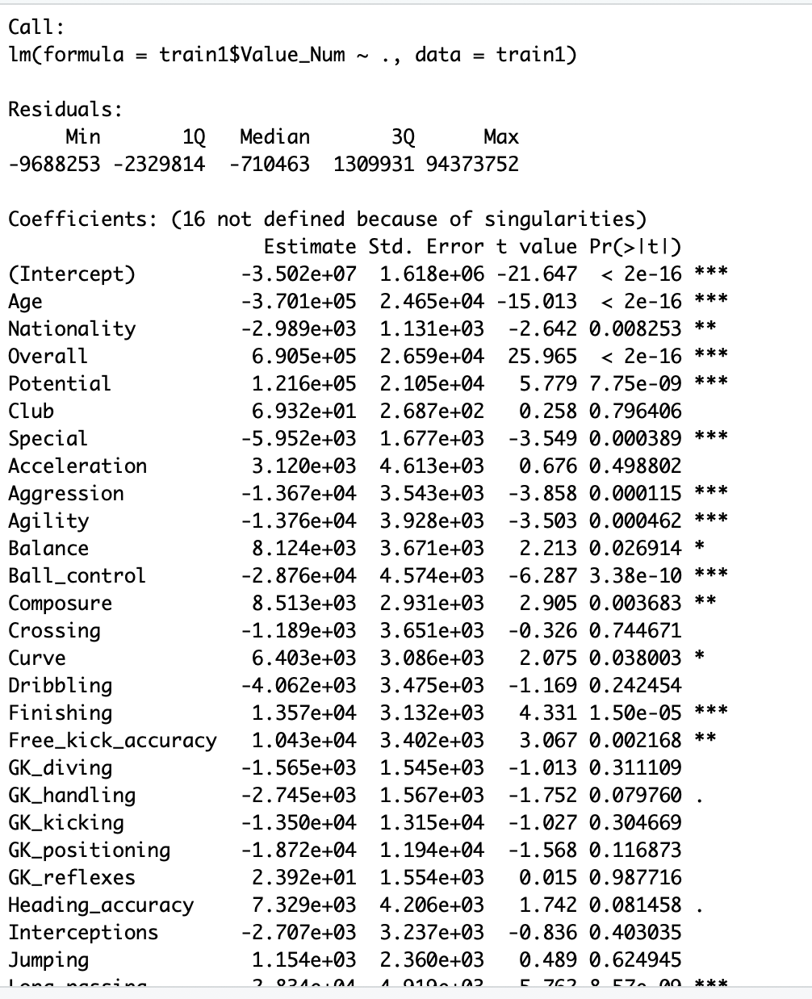 Call:
lm(formula = train1$Value_Num ~ ., data = train1)
Residuals:
Min 1Q Median 3Q Max
-9688253 -2329814 -710463 1309931 94373752
Coefficients: (16 not defined because of singularities)
Estimate Std. Error t value Pr(>|t|)
(Intercept) -3.502e+07 1.618e+06 -21.647 < 2e-16 ***
Age -3.701e+05 2.465e+04 -15.013 < 2e-16 ***
Nationality -2.989e+03 1.131e+03 -2.642 0.008253 **
Overall 6.905e+05 2.659e+04 25.965 < 2e-16 ***
Potential 1.216e+05 2.105e+04 5.779 7.75e-09 ***
Club 6.932e+01 2.687e+02 0.258 0.796406
Special -5.952e+03 1.677e+03 -3.549 0.000389 ***
Acceleration 3.120e+03 4.613e+03 0.676 0.498802
Aggression -1.367e+04 3.543e+03 -3.858 0.000115 ***
Agility -1.376e+04 3.928e+03 -3.503 0.000462 ***
Balance 8.124e+03 3.671e+03 2.213 0.026914 *
Ball_control -2.876e+04 4.574e+03 -6.287 3.38e-10 ***
Composure 8.513e+03 2.931e+03 2.905 0.003683 **
Crossing -1.189e+03 3.651e+03 -0.326 0.744671
Curve 6.403e+03 3.086e+03 2.075 0.038003 *
Dribbling -4.062e+03 3.475e+03 -1.169 0.242454
Finishing 1.357e+04 3.132e+03 4.331 1.50e-05 ***
Free_kick_accuracy 1.043e+04 3.402e+03 3.067 0.002168 **
GK_diving -1.565e+03 1.545e+03 -1.013 0.311109
GK_handling -2.745e+03 1.567e+03 -1.752 0.079760 .
GK_kicking -1.350e+04 1.315e+04 -1.027 0.304669
GK_positioning -1.872e+04 1.194e+04 -1.568 0.116873
GK_reflexes 2.392e+01 1.554e+03 0.015 0.987716
Heading_accuracy 7.329e+03 4.206e+03 1.742 0.081458 .
Interceptions -2.707e+03 3.237e+03 -0.836 0.403035
Jumping 1.154e+03 2.360e+03 0.489 0.624945
***